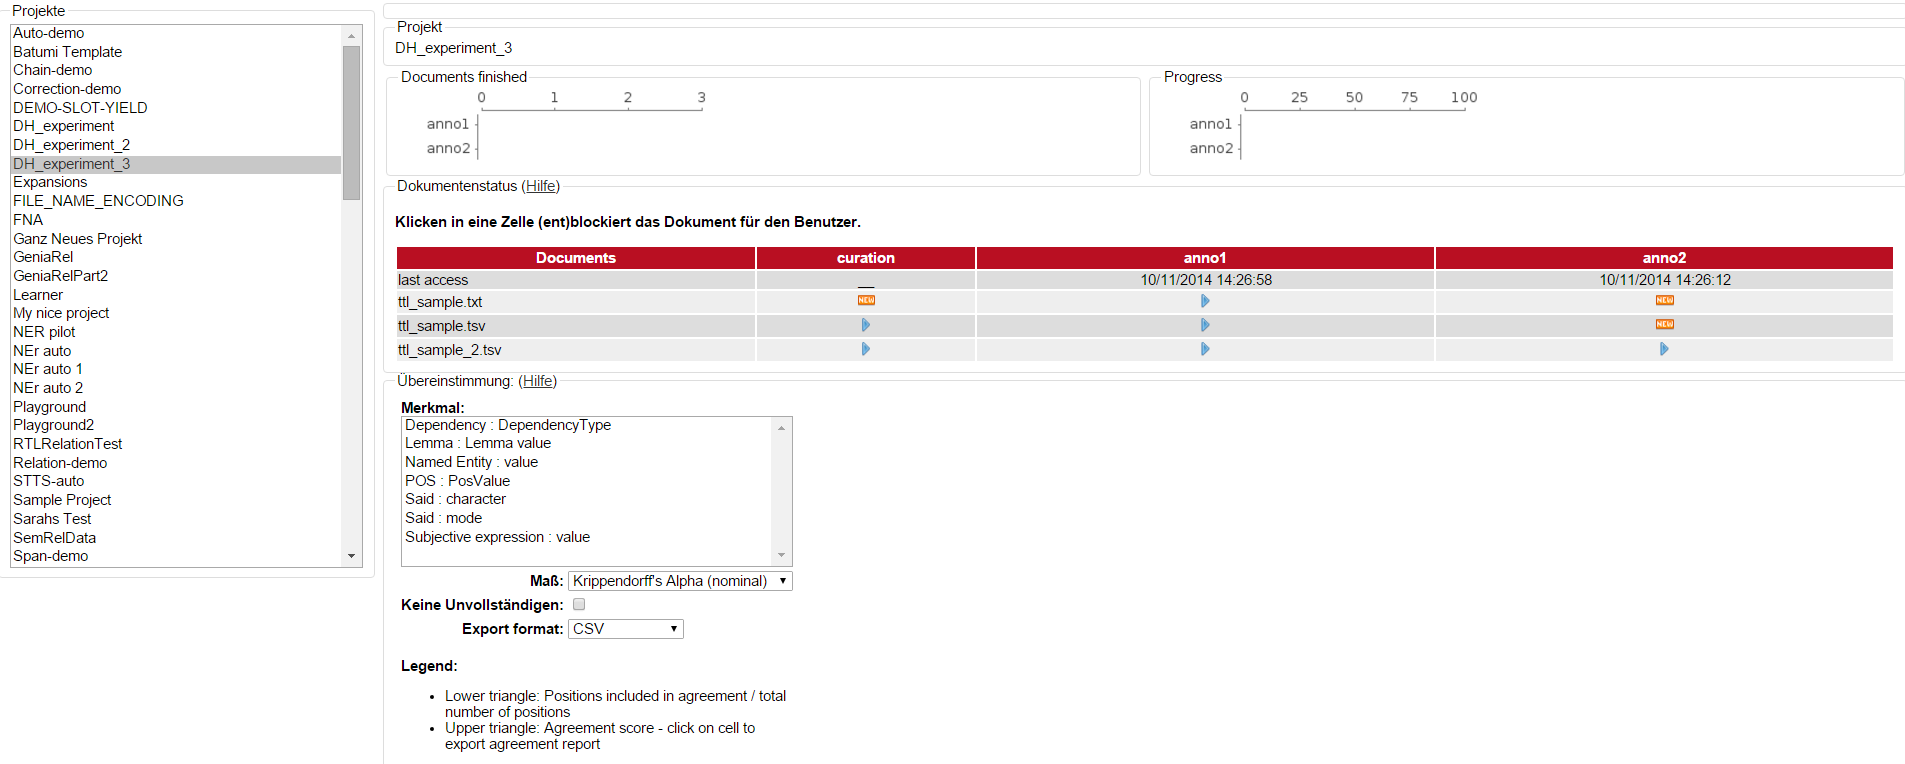 Projekte
Auto-demo
Batumi Template
Chain-demo
Correction-demo
DEMO-SLOT-YIELD
DH_experiment
DH_experiment_2
DH_experiment_3
Expansions
FILE_NAME_ENCODING
FNA
Ganz Neues Projekt
GeniaRel
GeniaRelPart2
Learner
My nice project
NER pilot
NEr auto
NEr auto 1
NEr auto 2
Playground
Playground2
RTLRelationTest
Relation-demo
STTS-auto
Sample Project
Sarahs Test
SemRelData
Span-demo
Projekt
DH_experiment_3
Documents finished
0 1 2 3
anno1
anno2
Progress
0 25 50 75 100
anno1
anno2
Dokumentenstatus (Hilfe)
Klicken in eine Zelle (ent)blockiert das Dokument für den Benutzer.
Documents curation anno1 anno2
last access __ 10/11/2014 14:26:58 10/11/2014 14:26:12
ttl_sample.txt NEW NEW
ttl_sample.tsv NEW
ttl_sample_2.tsv
Übereinstimmung: (Hilfe)
Merkmal:
Dependency : DependencyType
Lemma : Lemma value
Named Entity : value
POS : PosValue
Said : character
Said : mode
Subjective expression : value
Maß: Krippendorff's Alpha (nominal)
Keine Unvollständigen:
Export format: CSV
Legend:
• Lower triangle: Positions included in agreement / total
number of positions
• Upper triangle: Agreement score - click on cell to
export agreement report